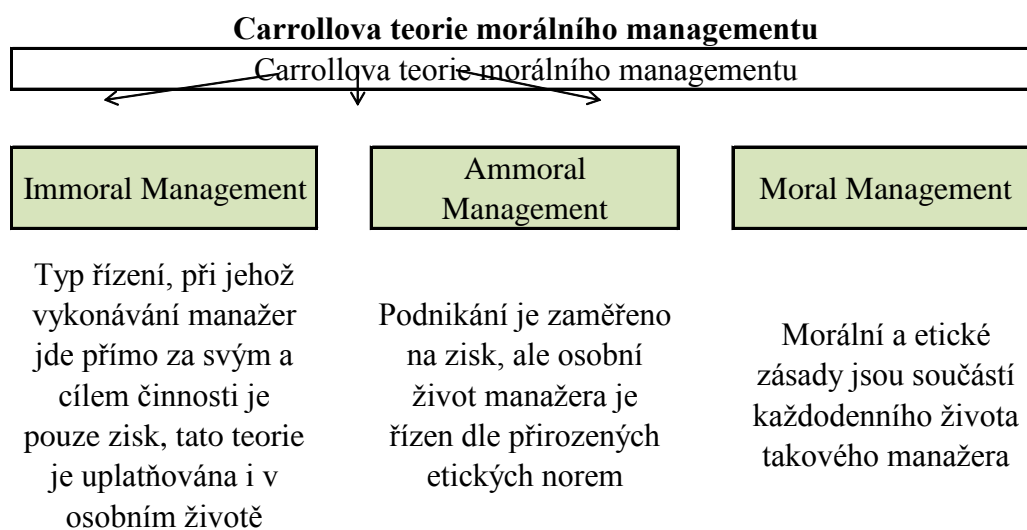 Carrollova teorie morálního managementu
Carrollova teorie morálního managementu
Immoral Management
Ammoral
Management
Moral Management
Typ řízení, při jehož
vykonávání manažer
jde přímo za svým a
cílem činnosti je
pouze zisk, tato teorie
je uplatňována i v
osobním životě
Podnikání je zaměřeno
na zisk, ale osobní
život manažera je
řízen dle přirozených
etických norem
Morální a etické
zásady jsou součástí
každodenního života
takového manažera